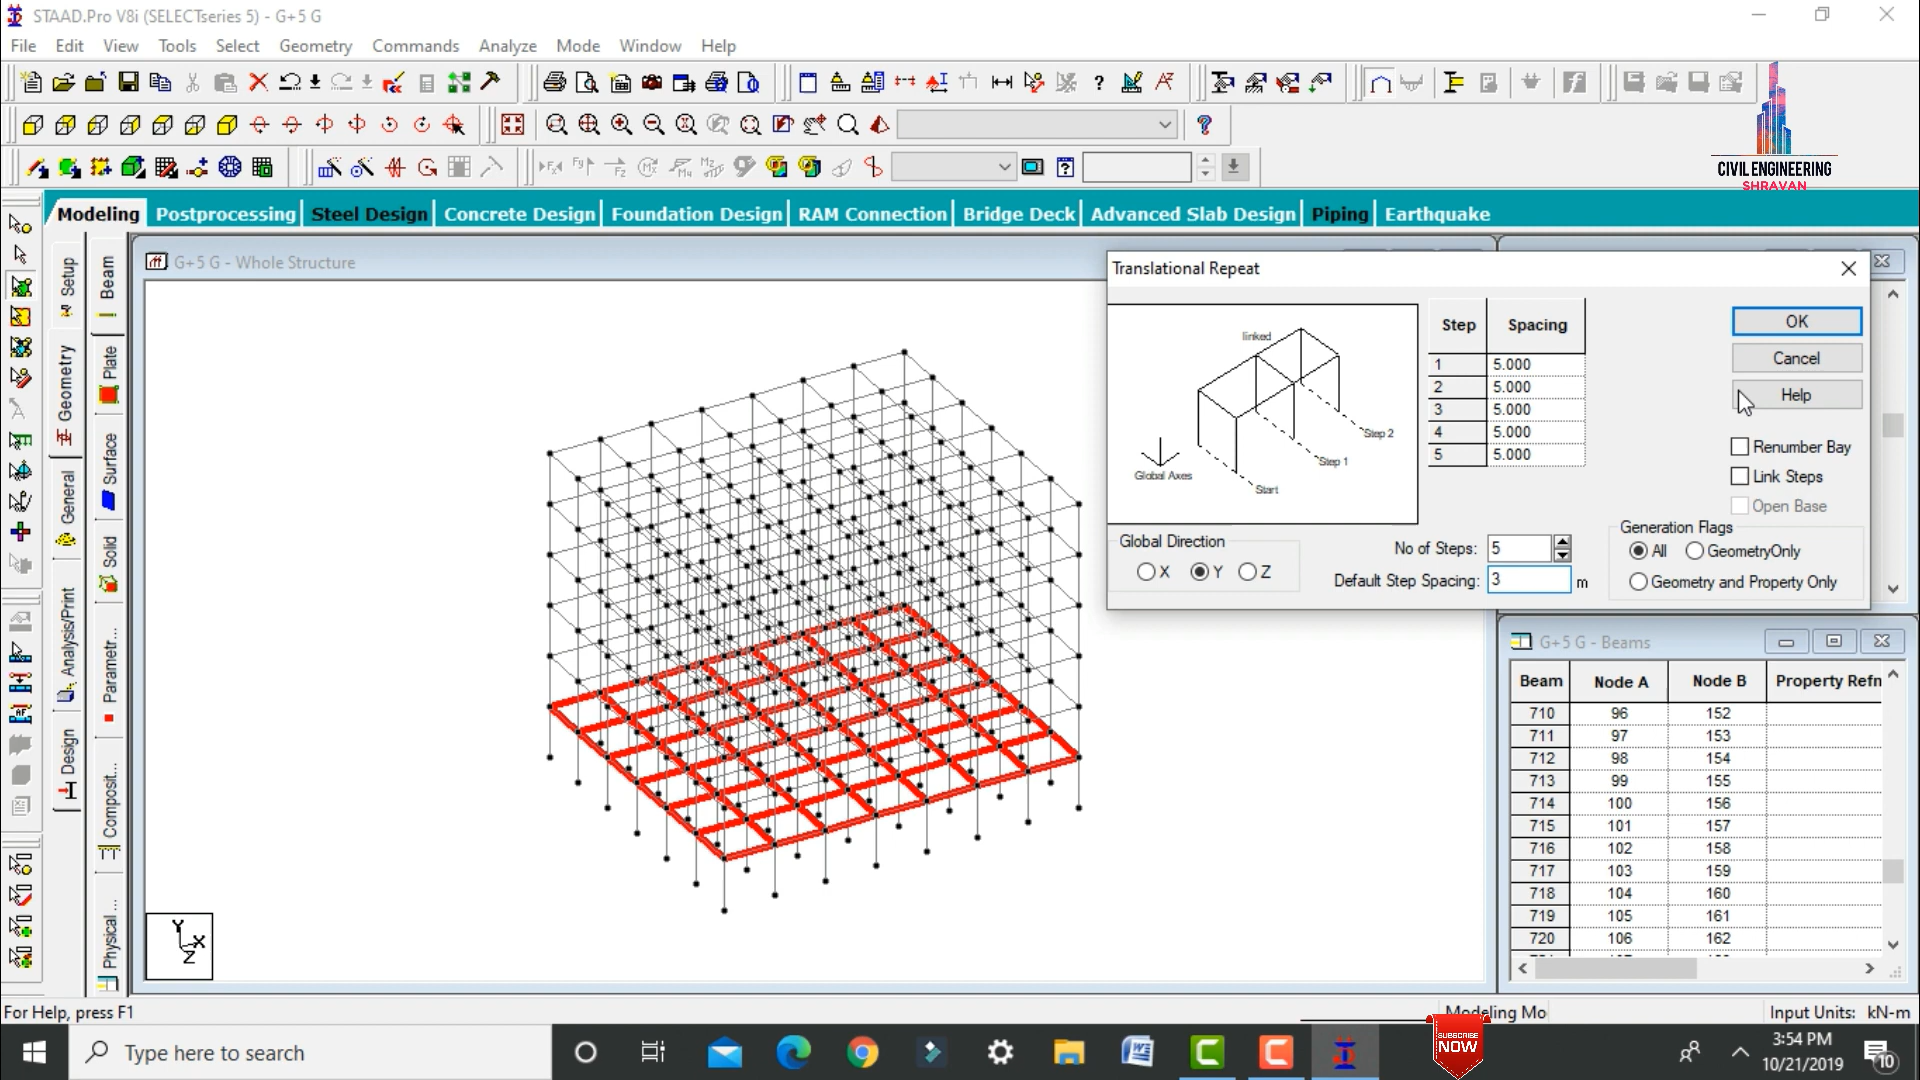 STAAD.Pro V8i (SELECTseries 5) - G+5 G
File Edit View Tools Select Geometry Commands Analyze Mode Window Help
CIVIL ENGINEERING
SHRAVAN
Modeling Postprocessing Steel Design Concrete Design Foundation Design RAM Connection Bridge Deck Advanced Slab Design Piping Earthquake
Setup
Geometry
General
Analysis/Print
Design
Beam
Plate
Surface
Solid
Parametr...
Composit...
Physical ...
G+5 G - Whole Structure
Y
X
Z
Translational Repeat
linked
Step 2
Step 1
Start
Global Axes
Step Spacing
1 5.000
2 5.000
3 5.000
4 5.000
5 5.000
OK
Cancel
Help
Renumber Bay
Link Steps
Open Base
Global Direction
X Y Z
No of Steps: 5
Default Step Spacing: 3 m
Generation Flags
All GeometryOnly
Geometry and Property Only
G+5 G - Beams
Beam Node A Node B Property Refn
710 96 152
711 97 153
712 98 154
713 99 155
714 100 156
715 101 157
716 102 158
717 103 159
718 104 160
719 105 161
720 106 162
For Help, press F1
Modeling Mo
Input Units: kN-m
Type here to search
SUBSCRIBE
NOW
3:54 PM
10/21/2019
10